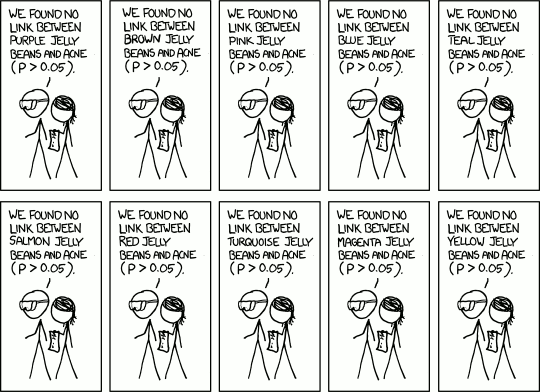 WE FOUND NO
LINK BETWEEN
PURPLE JELLY
BEANS AND ACNE
(P > 0.05).
WE FOUND NO
LINK BETWEEN
BROWN JELLY
BEANS AND ACNE
(P > 0.05).
WE FOUND NO
LINK BETWEEN
PINK JELLY
BEANS AND ACNE
(P > 0.05).
WE FOUND NO
LINK BETWEEN
BLUE JELLY
BEANS AND ACNE
(P > 0.05).
WE FOUND NO
LINK BETWEEN
TEAL JELLY
BEANS AND ACNE
(P > 0.05).
WE FOUND NO
LINK BETWEEN
SALMON JELLY
BEANS AND ACNE
(P > 0.05).
WE FOUND NO
LINK BETWEEN
RED JELLY
BEANS AND ACNE
(P > 0.05).
WE FOUND NO
LINK BETWEEN
TURQUOISE JELLY
BEANS AND ACNE
(P > 0.05).
WE FOUND NO
LINK BETWEEN
MAGENTA JELLY
BEANS AND ACNE
(P > 0.05).
WE FOUND NO
LINK BETWEEN
YELLOW JELLY
BEANS AND ACNE
(P > 0.05).